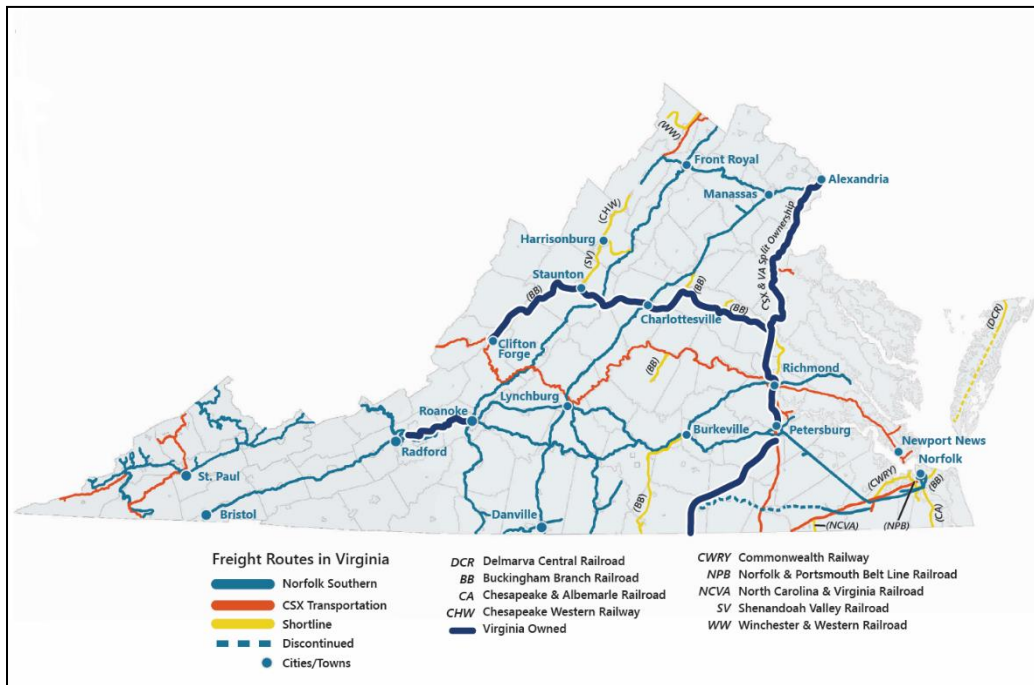 (WW)
Front Royal
Alexandria
Manassas
(CHW)
CSX & VA Split Ownership
Harrisonburg
(SV)
Staunton
(BB)
(BB)
(BB)
Charlottesville
(DCR)
Clifton
Forge
(BB)
Richmond
Lynchburg
Roanoke
Burkeville
Petersburg
Radford
Newport News
Norfolk
St. Paul
(CWRY)
(BB)
Bristol
Danville
(BB)
(CA)
(NCVA)
(NPB)
Freight Routes in Virginia
Norfolk Southern
CSX Transportation
Shortline
Discontinued
Cities/Towns
DCR Delmarva Central Railroad
BB Buckingham Branch Railroad
CA Chesapeake & Albemarle Railroad
CHW Chesapeake Western Railway
Virginia Owned
CWRY Commonwealth Railway
NPB Norfolk & Portsmouth Belt Line Railroad
NCVA North Carolina & Virginia Railroad
SV Shenandoah Valley Railroad
WW Winchester & Western Railroad